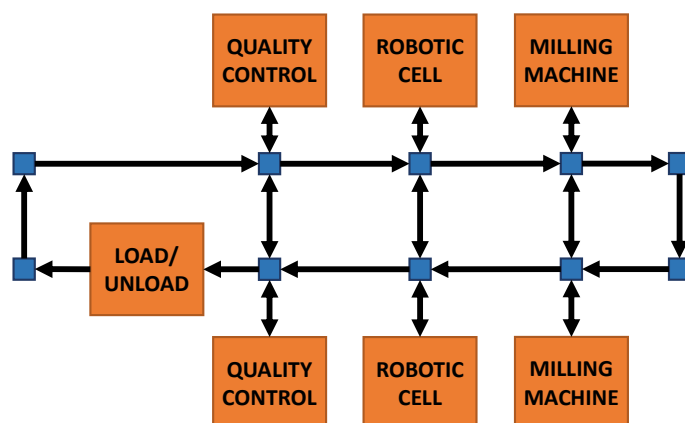 QUALITY
CONTROL
ROBOTIC
CELL
MILLING
MACHINE
LOAD/
UNLOAD
QUALITY
CONTROL
ROBOTIC
CELL
MILLING
MACHINE